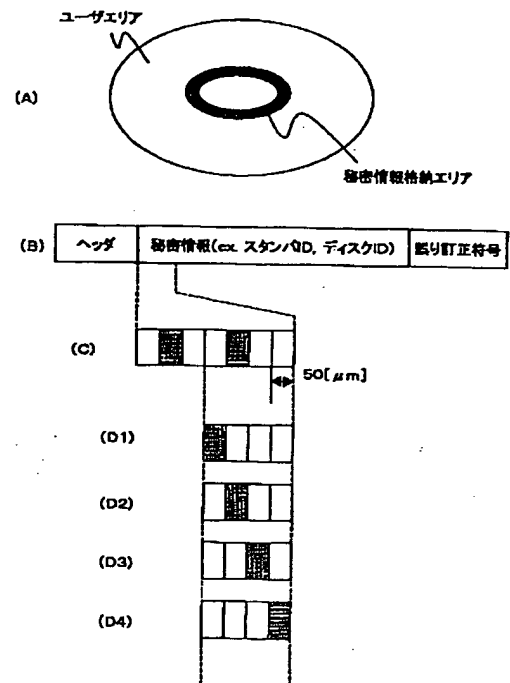 ユーザエリア
(A)
秘密情報格納エリア
(B) ヘッダ 秘密情報(ex. スタンパID, ディスクID) 誤り訂正符号
(C)
50[μm]
(D1)
(D2)
(D3)
(D4)